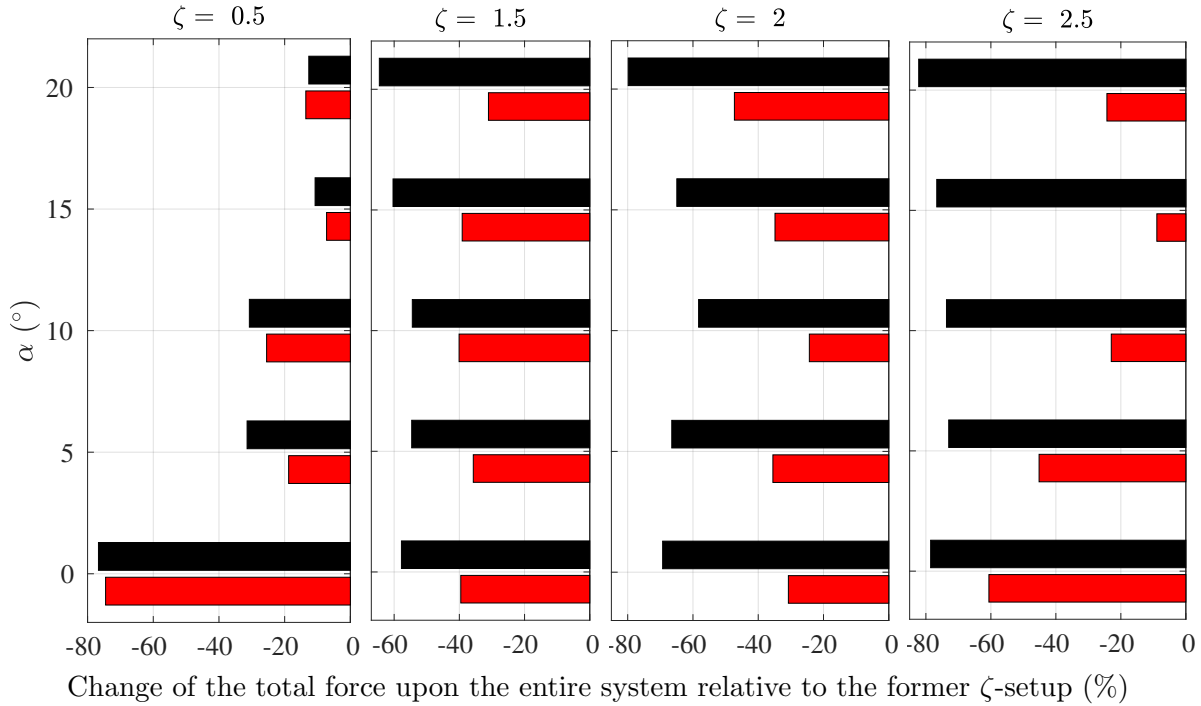 ζ = 0.5 ζ = 1.5 ζ = 2 ζ = 2.5
20
15
10
5
0
α (°)
-80 -60 -40 -20 0 -60 -40 -20 0 -80 -60 -40 -20 0 -80 -60 -40 -20 0
Change of the total force upon the entire system relative to the former ζ-setup (%)